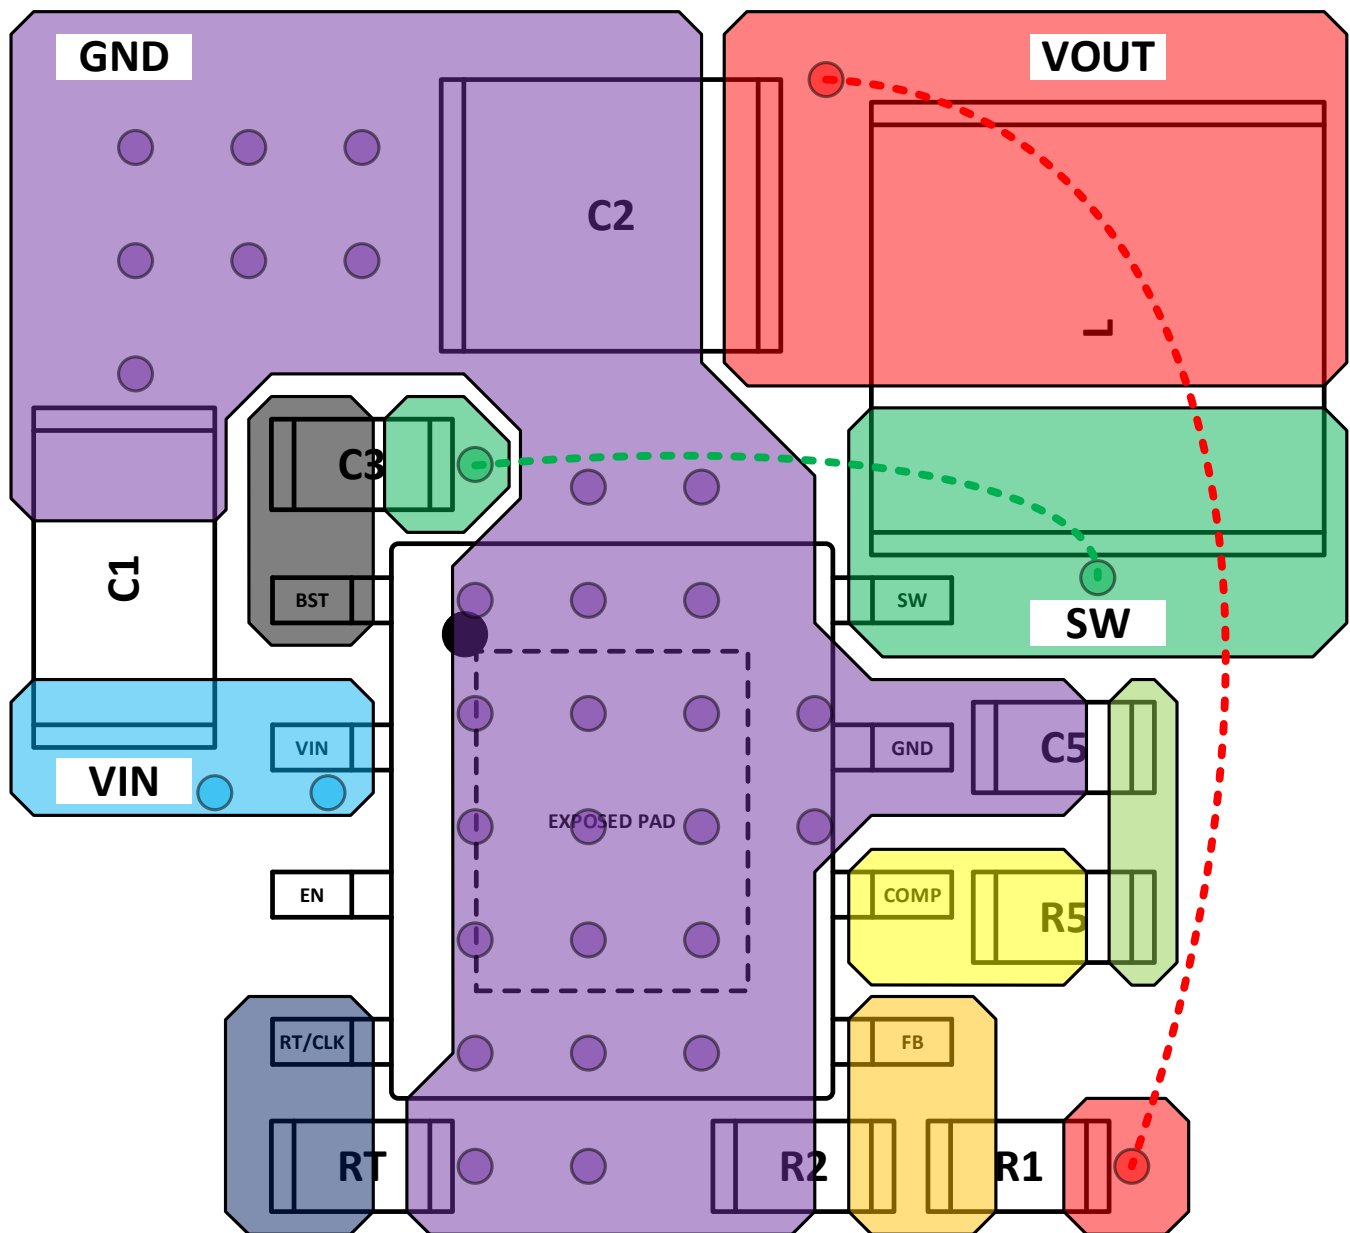 GND
VOUT
C2
L
C3
C1
BST
SW
SW
VIN
GND
C5
VIN
EXPOSED PAD
EN
COMP
R5
RT/CLK
FB
RT
R2
R1